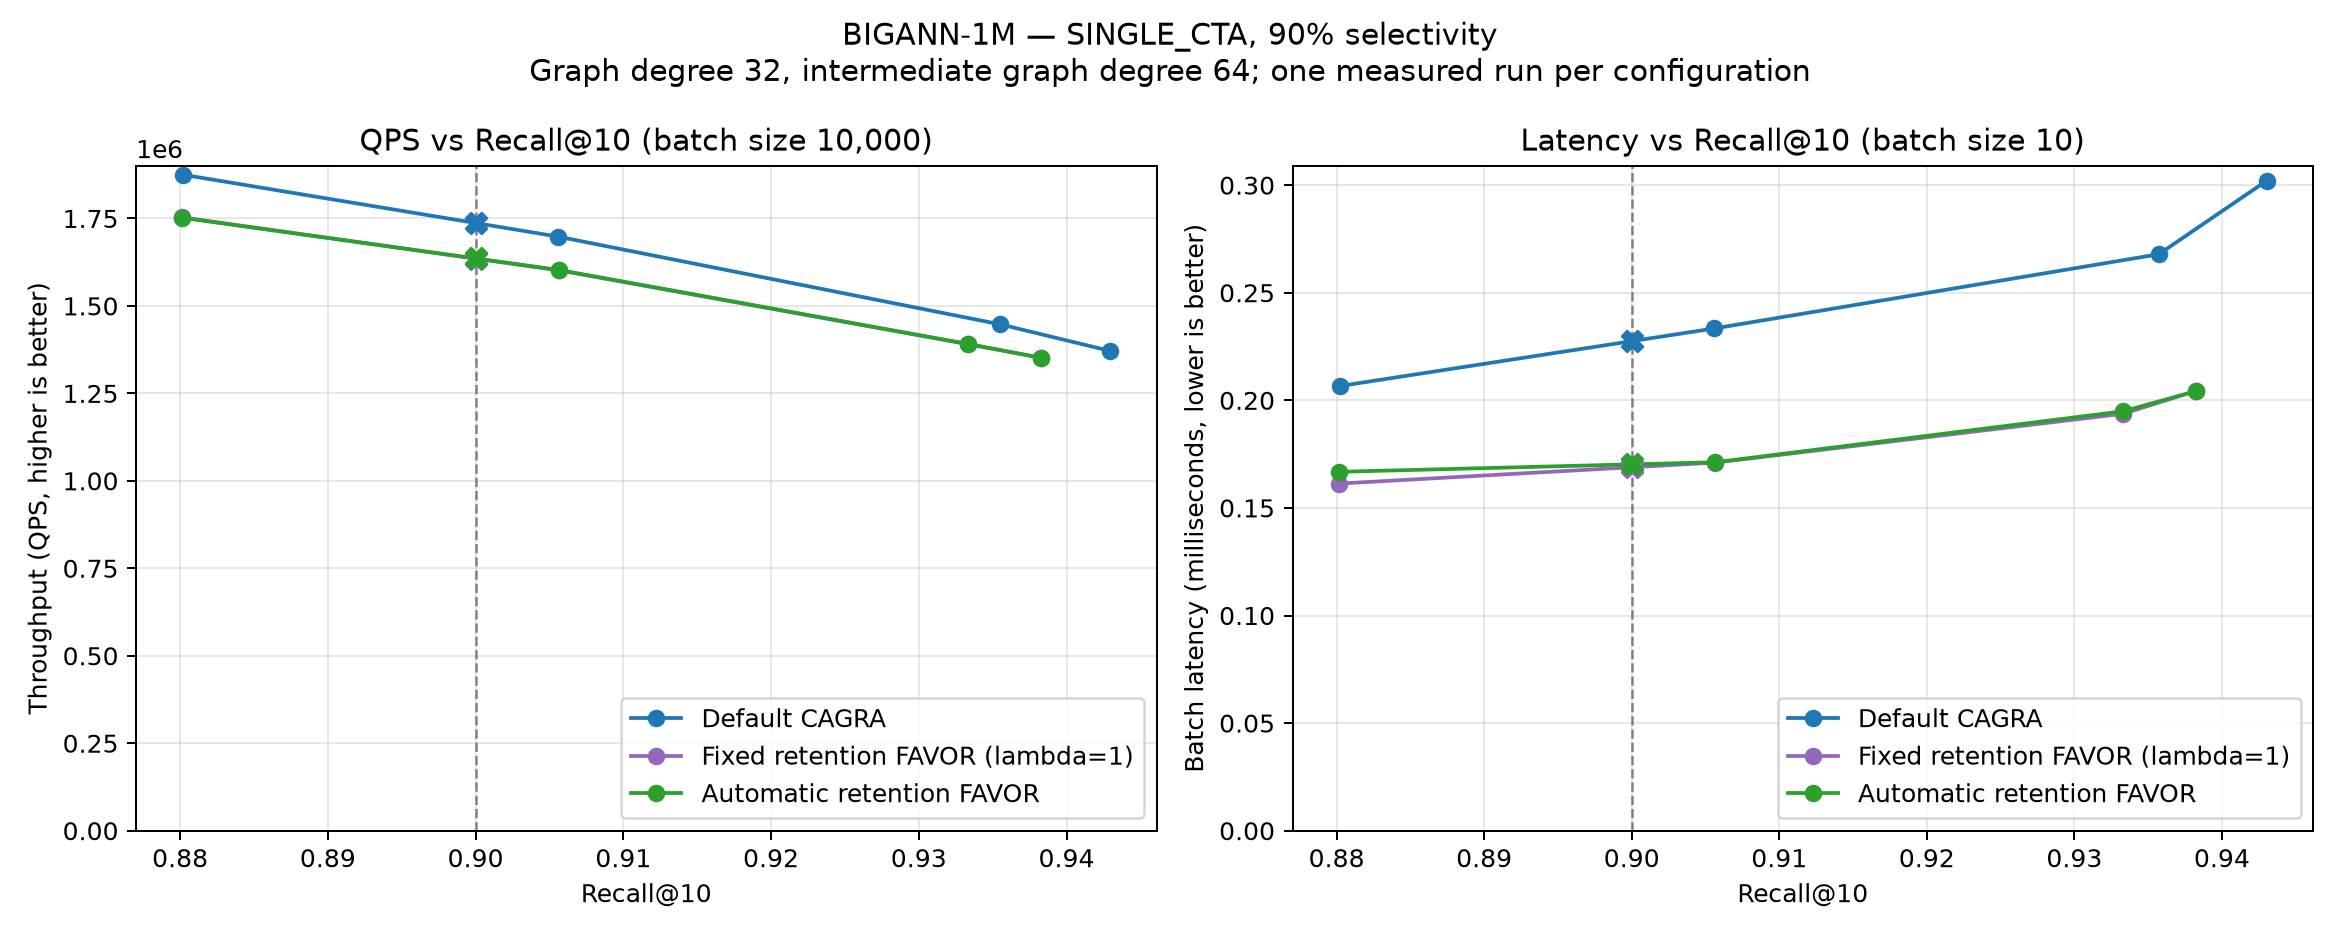 BIGANN-1M — SINGLE_CTA, 90% selectivity
Graph degree 32, intermediate graph degree 64; one measured run per configuration
QPS vs Recall@10 (batch size 10,000)
1e6
Throughput (QPS, higher is better)
1.75
1.50
1.25
1.00
0.75
0.50
0.25
0.00
0.88 0.89 0.90 0.91 0.92 0.93 0.94
Recall@10
Default CAGRA
Fixed retention FAVOR (lambda=1)
Automatic retention FAVOR
Latency vs Recall@10 (batch size 10)
Batch latency (milliseconds, lower is better)
0.30
0.25
0.20
0.15
0.10
0.05
0.00
0.88 0.89 0.90 0.91 0.92 0.93 0.94
Recall@10
Default CAGRA
Fixed retention FAVOR (lambda=1)
Automatic retention FAVOR